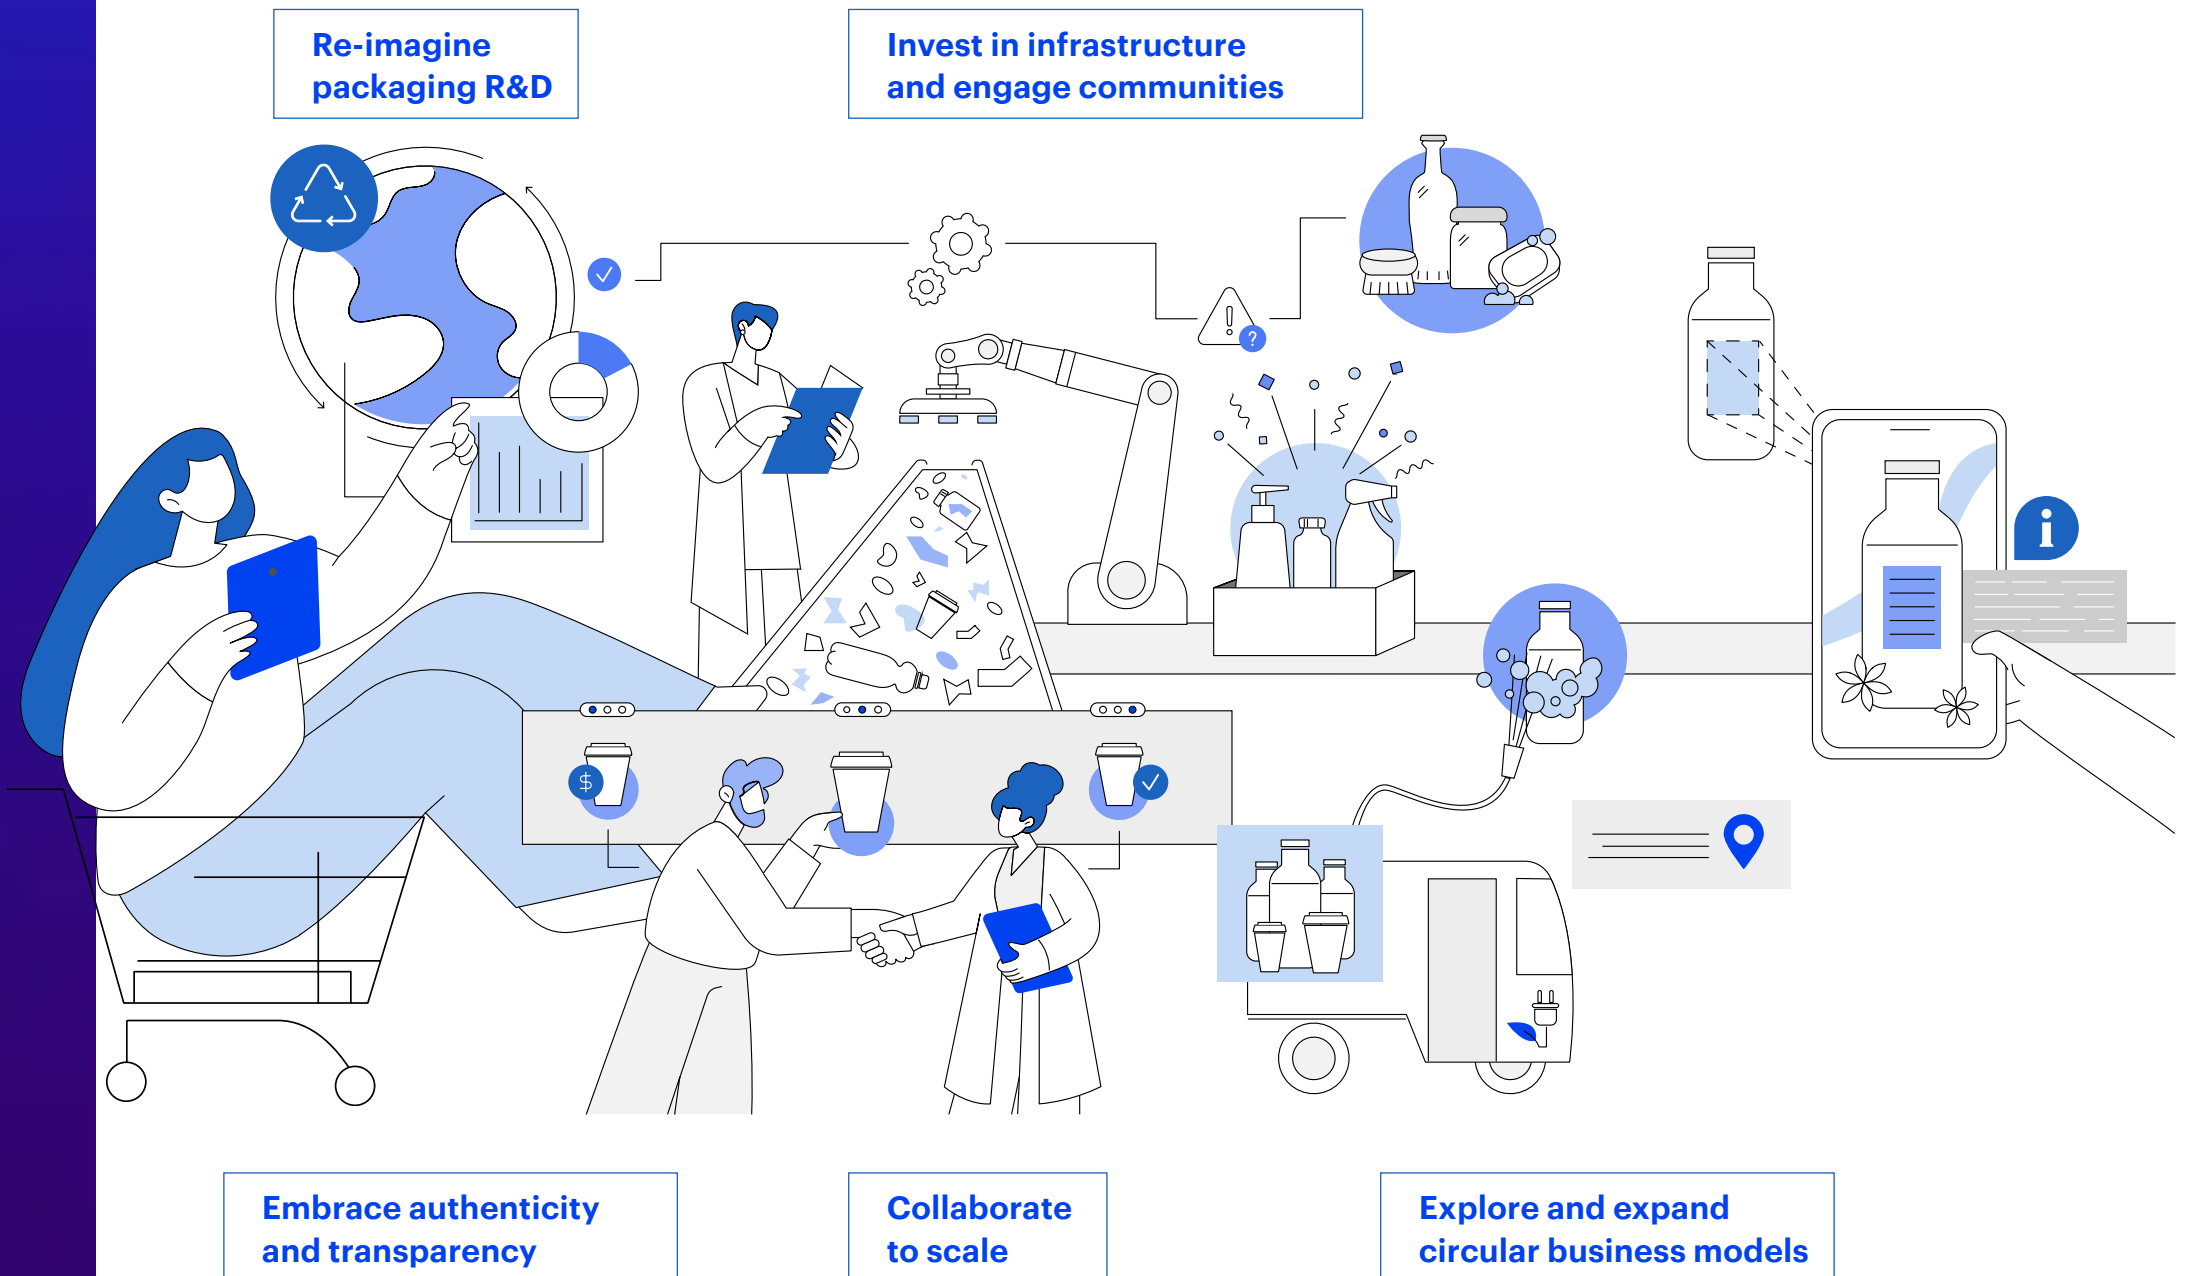 Re-imagine
packaging R&D
Invest in infrastructure
and engage communities
?
i
$
Embrace authenticity
and transparency
Collaborate
to scale
Explore and expand
circular business models